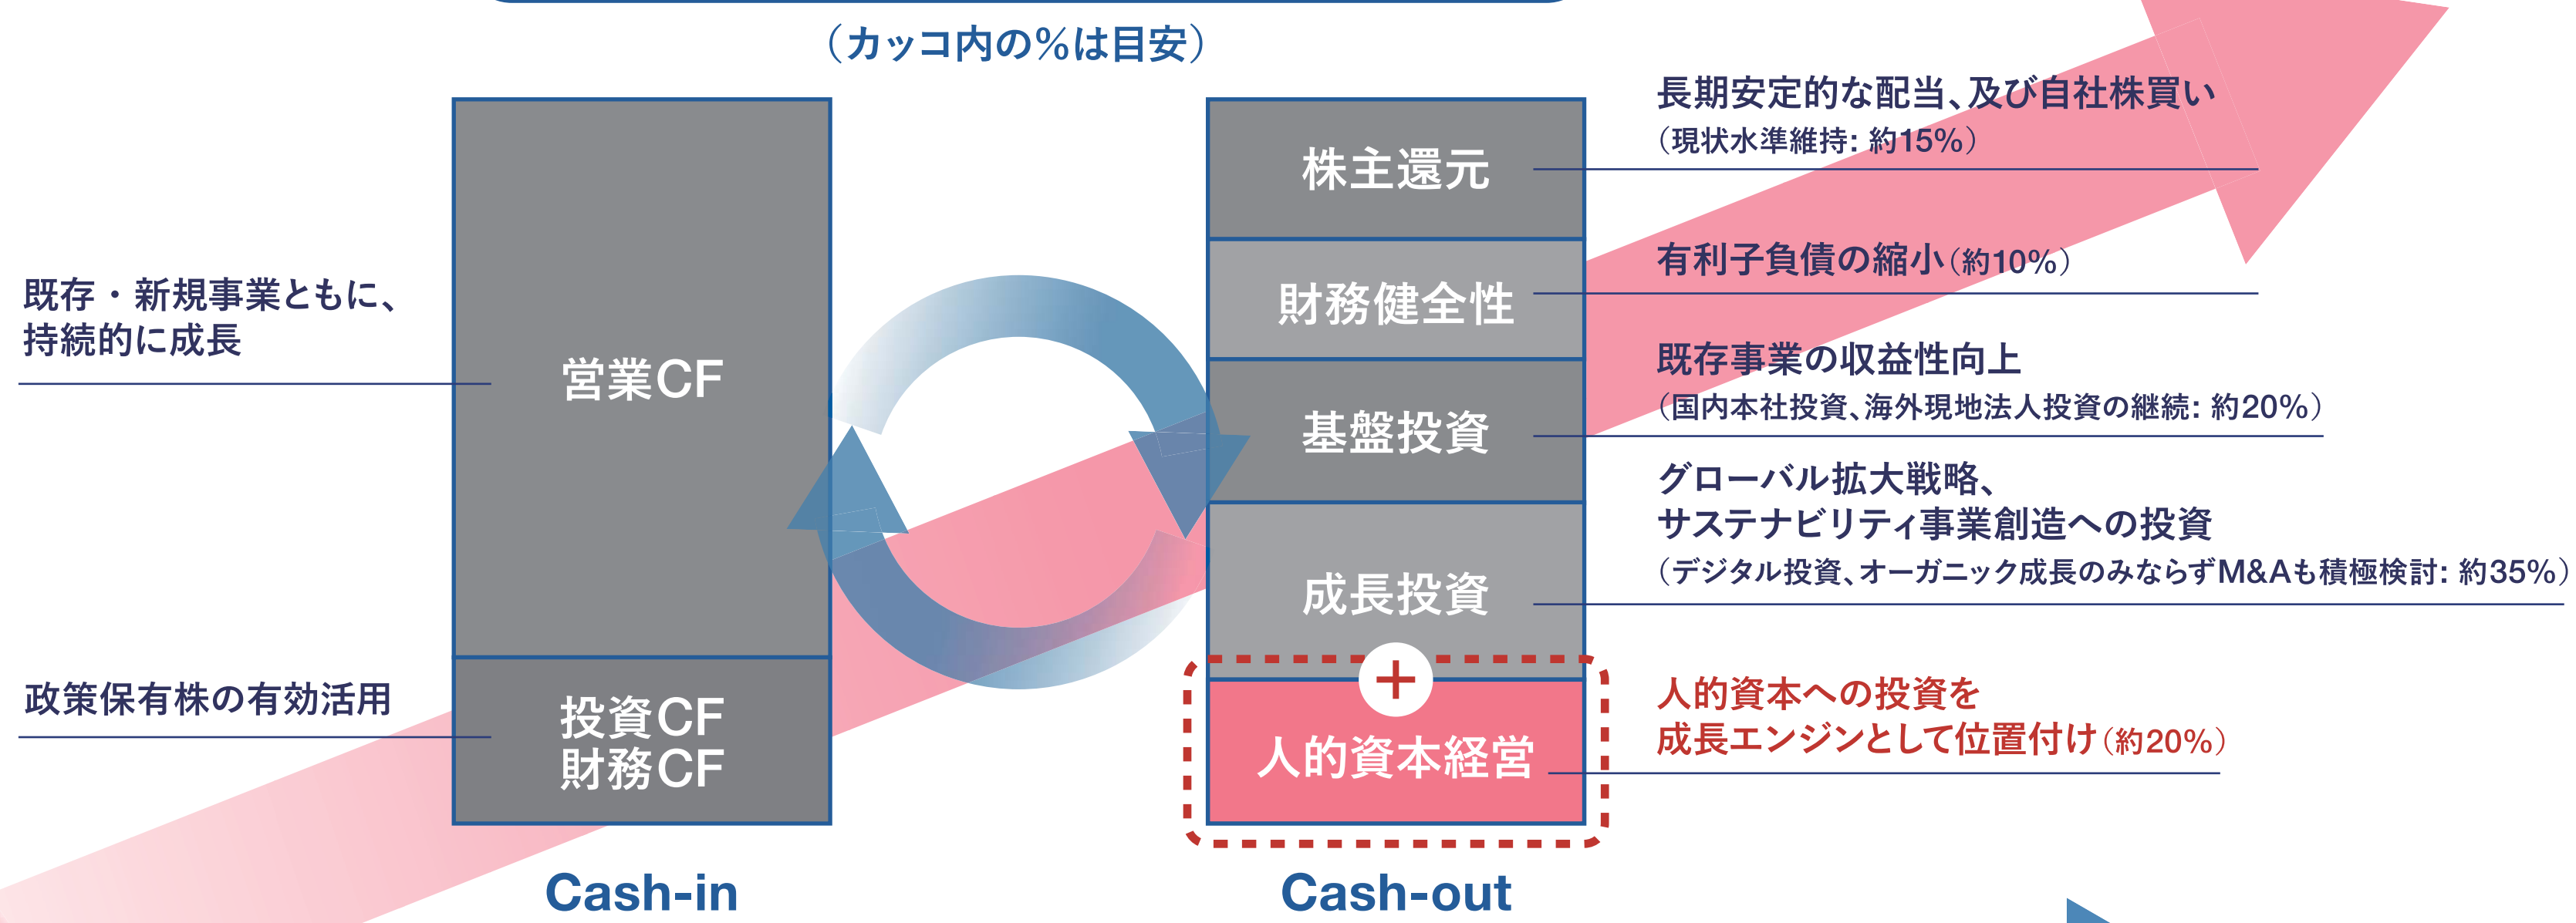 （カッコ内の%は目安）
既存・新規事業ともに、
持続的に成長
政策保有株の有効活用
営業CF
投資CF
財務CF
Cash-in
株主還元
財務健全性
基盤投資
成長投資
+
人的資本経営
Cash-out
長期安定的な配当、及び自社株買い
（現状水準維持: 約15%）
有利子負債の縮小（約10%）
既存事業の収益性向上
（国内本社投資、海外現地法人投資の継続: 約20%）
グローバル拡大戦略、
サステナビリティ事業創造への投資
（デジタル投資、オーガニック成長のみならずM&Aも積極検討: 約35%）
人的資本への投資を
成長エンジンとして位置付け（約20%）